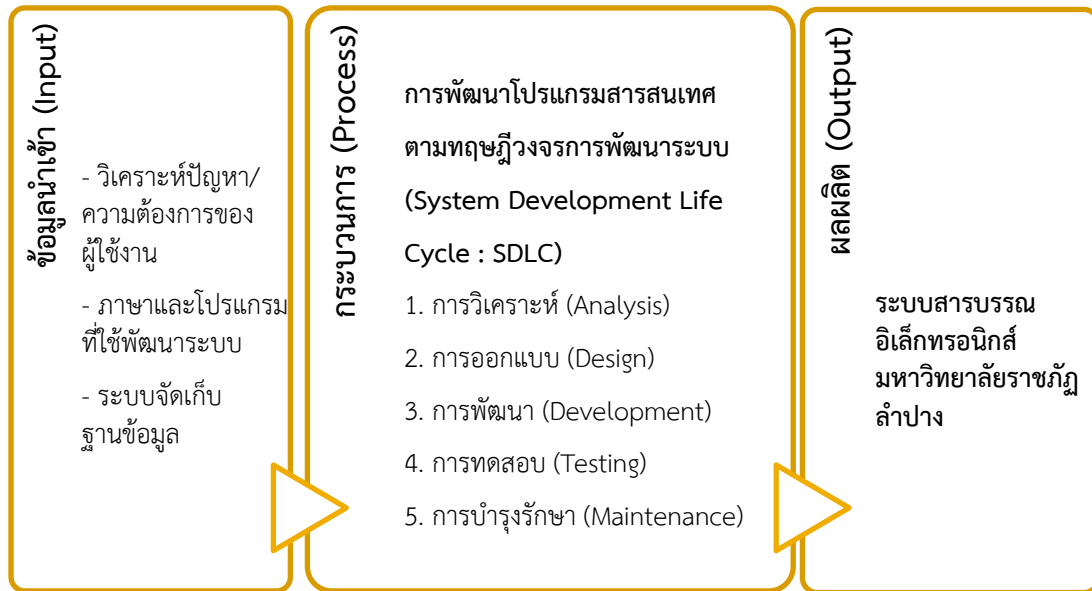 ข้อมูลนำเข้า (Input)
- วิเคราะห์ปัญหา/
ความต้องการของ
ผู้ใช้งาน
- ภาษาและโปรแกรม
ที่ใช้พัฒนาระบบ
- ระบบจัดเก็บ
ฐานข้อมูล
กระบวนการ (Process)
การพัฒนาโปรแกรมสารสนเทศ
ตามทฤษฎีวงจรการพัฒนาระบบ
(System Development Life
Cycle : SDLC)
1. การวิเคราะห์ (Analysis)
2. การออกแบบ (Design)
3. การพัฒนา (Development)
4. การทดสอบ (Testing)
5. การบำรุงรักษา (Maintenance)
ผลผลิต (Output)
ระบบสารบรรณ
อิเล็กทรอนิกส์
มหาวิทยาลัยราชภัฏ
ลำปาง